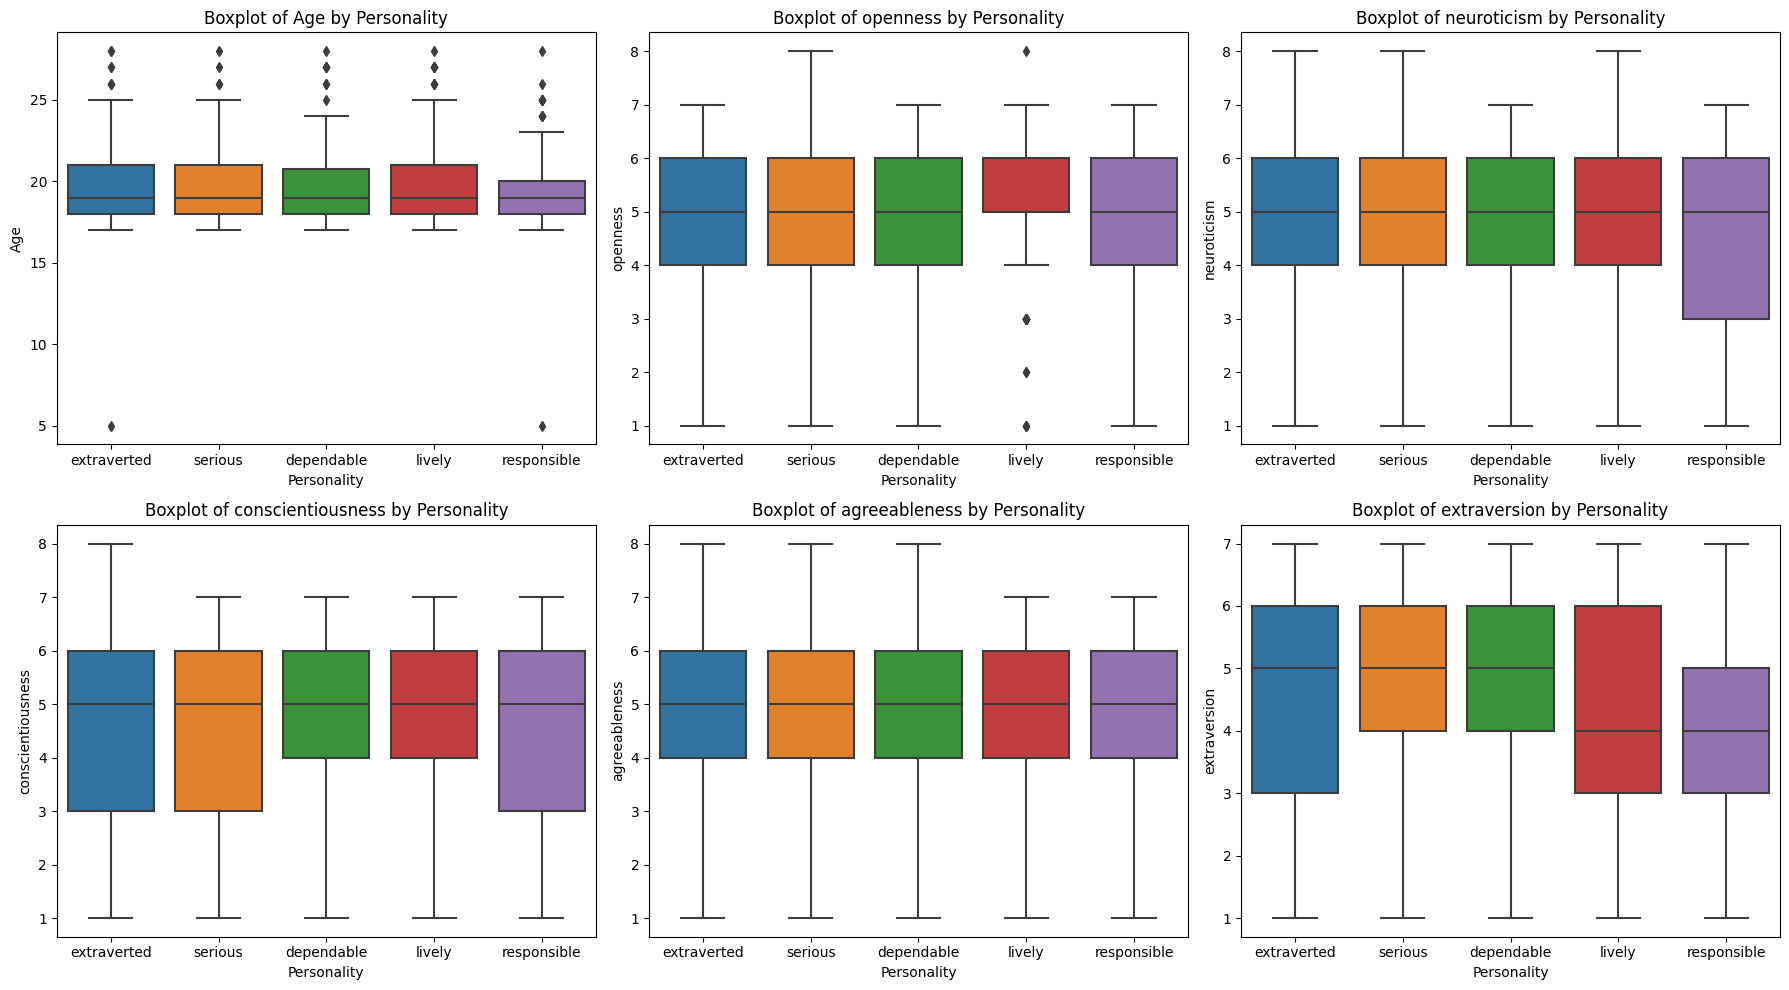 Boxplot of Age by Personality
Age
25
20
15
10
5
extraverted serious dependable lively responsible
Personality
Boxplot of openness by Personality
openness
8
7
6
5
4
3
2
1
extraverted serious dependable lively responsible
Personality
Boxplot of neuroticism by Personality
neuroticism
8
7
6
5
4
3
2
1
extraverted serious dependable lively responsible
Personality
Boxplot of conscientiousness by Personality
conscientiousness
8
7
6
5
4
3
2
1
extraverted serious dependable lively responsible
Personality
Boxplot of agreeableness by Personality
agreeableness
8
7
6
5
4
3
2
1
extraverted serious dependable lively responsible
Personality
Boxplot of extraversion by Personality
extraversion
7
6
5
4
3
2
1
extraverted serious dependable lively responsible
Personality